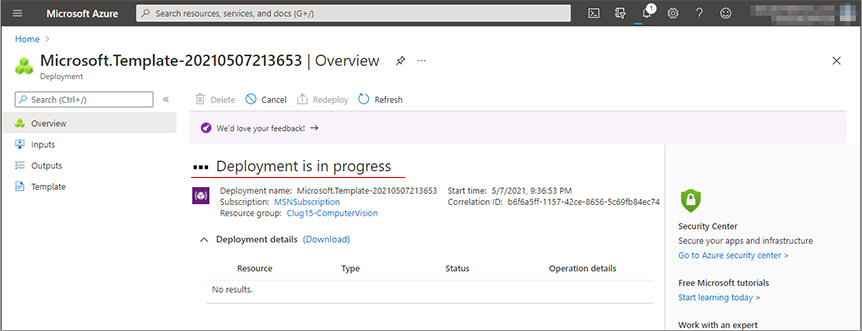 Microsoft Azure
Search resources, services, and docs (G+/)
1
Home
Microsoft.Template-20210507213653 | Overview
Deployment
Search (Ctrl+/)
Delete
Cancel
Redeploy
Refresh
Overview
Inputs
Outputs
Template
We'd love your feedback!
Deployment is in progress
Deployment name: Microsoft.Template-20210507213653
Subscription: MSNSubscription
Resource group: Clug15-ComputerVision
Start time: 5/7/2021, 9:36:53 PM
Correlation ID: b6f6a5ff-1157-42ce-8656-5c69fb84ec74
Deployment details (Download)
Resource Type Status Operation details
No results.
Security Center
Secure your apps and infrastructure
Go to Azure security center >
Free Microsoft tutorials
Start learning today >
Work with an expert